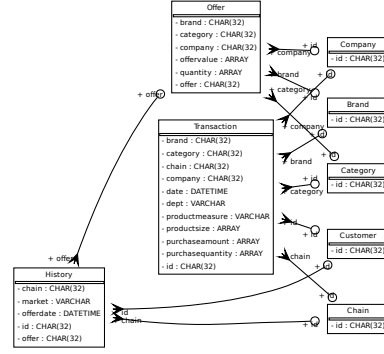 Offer
- brand : CHAR(32)
- category : CHAR(32)
- company : CHAR(32)
- offervalue : ARRAY
- quantity : ARRAY
- offer : CHAR(32)
+ id
company
Company
- id : CHAR(32)
brand
+ id
+ category
+ id
+ offer
Brand
- id : CHAR(32)
Transaction
- brand : CHAR(32)
- category : CHAR(32)
- chain : CHAR(32)
- company : CHAR(32)
- date : DATETIME
- dept : VARCHAR
- productmeasure : VARCHAR
- productsize : ARRAY
- purchaseamount : ARRAY
- purchasequantity : ARRAY
- id : CHAR(32)
+ company
+ id
+ brand
+ id
Category
- id : CHAR(32)
+ id
category
+ id
+ id
Customer
- id : CHAR(32)
chain
+ id
+ id
+ offer
History
- chain : CHAR(32)
- market : VARCHAR
- offerdate : DATETIME
- id : CHAR(32)
- offer : CHAR(32)
+ id
+ chain
+ id
Chain
- id : CHAR(32)